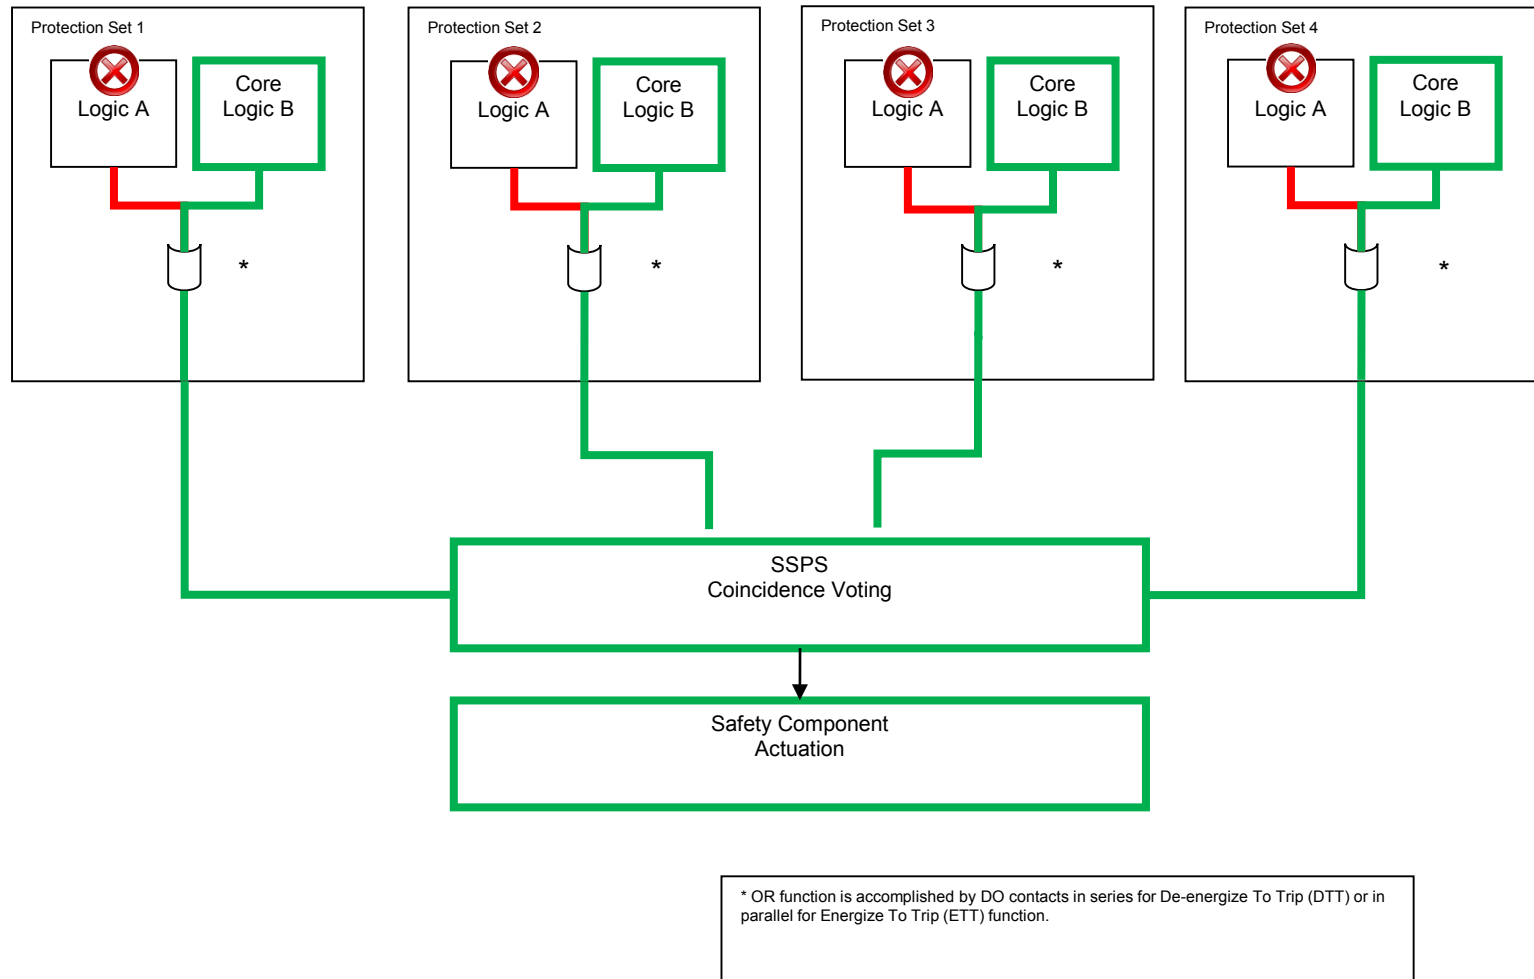 Protection Set 1
Logic A
Core
Logic B
*
Protection Set 2
Logic A
Core
Logic B
*
Protection Set 3
Logic A
Core
Logic B
*
Protection Set 4
Logic A
Core
Logic B
*
SSPS
Coincidence Voting
Safety Component
Actuation
* OR function is accomplished by DO contacts in series for De-energize To Trip (DTT) or in
parallel for Energize To Trip (ETT) function.